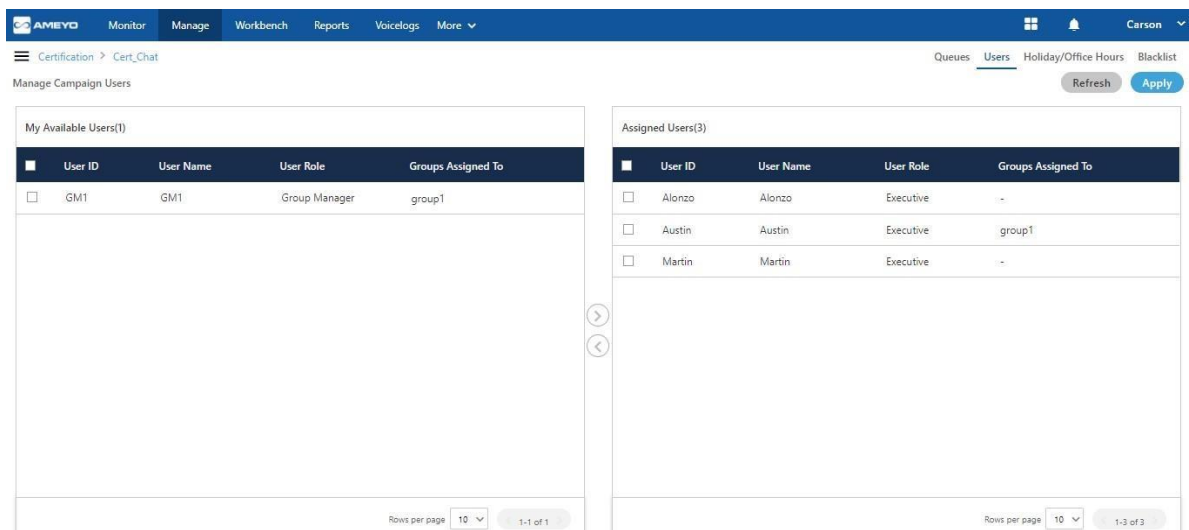 AMEYO Monitor Manage Workbench Reports Voicelogs More Carson
Certification > Cert_Chat Queues Users Holiday/Office Hours Blacklist
Manage Campaign Users Refresh Apply
My Available Users(1)
User ID User Name User Role Groups Assigned To
GM1 GM1 Group Manager group1
Rows per page 10 1-1 of 1
Assigned Users(3)
User ID User Name User Role Groups Assigned To
Alonzo Alonzo Executive -
Austin Austin Executive group1
Martin Martin Executive -
Rows per page 10 1-3 of 3